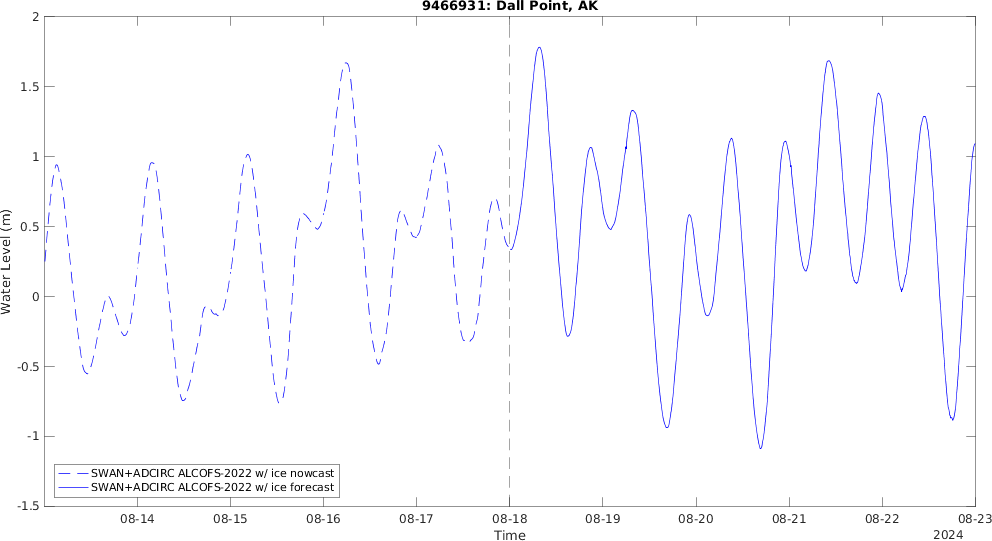 9466931: Dall Point, AK
2
1.5
1
0.5
0
-0.5
-1
-1.5
Water Level (m)
SWAN+ADCIRC ALCOFS-2022 w/ ice nowcast
SWAN+ADCIRC ALCOFS-2022 w/ ice forecast
08-14 08-15 08-16 08-17 08-18 08-19 08-20 08-21 08-22 08-23
Time
2024